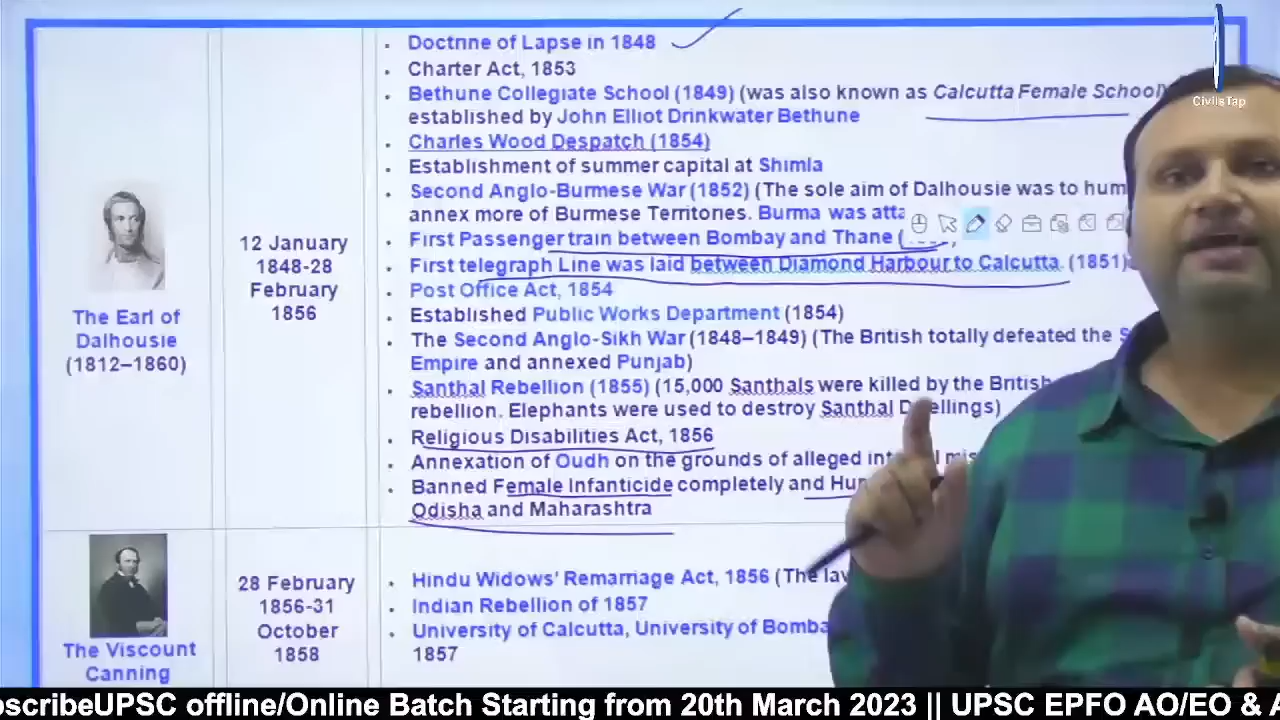 Doctrine of Lapse in 1848
Charter Act, 1853
Bethune Collegiate School (1849) (was also known as Calcutta Female School)
established by John Elliot Drinkwater Bethune
CivilsTap
Charles Wood Despatch (1854)
Establishment of summer capital at Shimla
Second Anglo-Burmese War (1852) (The sole aim of Dalhousie was to
annex more of Burmese Territories. Burma was
First Passenger train between Bombay and Thane
First telegraph Line was laid between Diamond Harbour to Calcutta. (1851)
Post Office Act, 1854
Established Public Works Department (1854)
The Second Anglo-Sikh War (1848–1849) (The British totally defeated the
Empire and annexed Punjab)
Santhal Rebellion (1855) (15,000 Santhals were killed by the British
rebellion. Elephants were used to destroy Santhal Dwellings)
Religious Disabilities Act, 1856
Annexation of Oudh on the grounds of alleged
Banned Female Infanticide completely and
Odisha and Maharashtra
12 January
1848-28
February
1856
The Earl of
Dalhousie
(1812–1860)
Hindu Widows' Remarriage Act, 1856 (The
Indian Rebellion of 1857
University of Calcutta, University of
1857
28 February
1856-31
October
1858
The Viscount
Canning
UPSC offline/Online Batch Starting from 20th March 2023 || UPSC EPFO AO/EO &